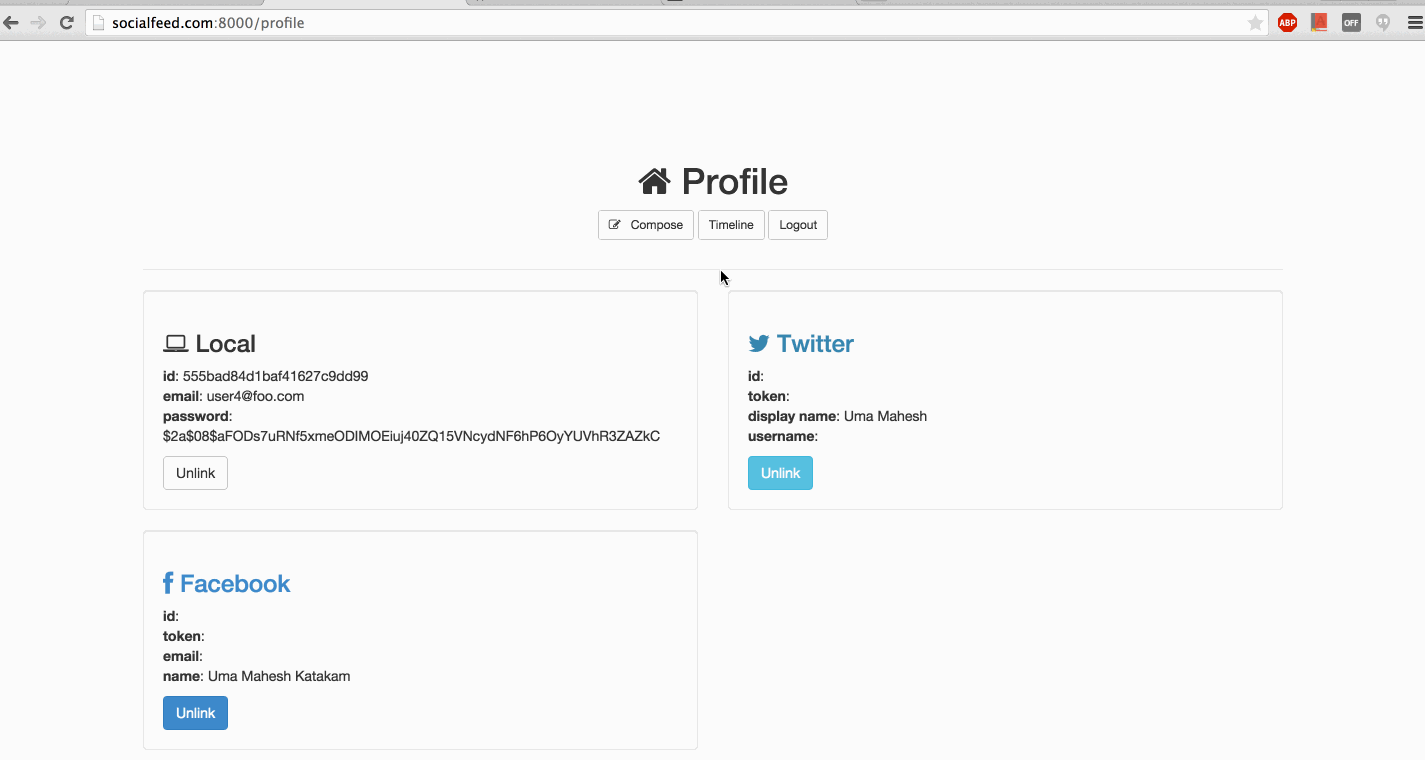 socialfeed.com:8000/profile
ABP
A
OFF
Profile
Compose Timeline Logout
Local
id: 555bad84d1baf41627c9dd99
email: user4@foo.com
password:
$2a$08$aFODs7uRNf5xmeODIMOEiuj40ZQ15VNcydNF6hP6OyYUVhR3ZAZkC
Unlink
Twitter
id:
token:
display name: Uma Mahesh
username:
Unlink
Facebook
id:
token:
email:
name: Uma Mahesh Katakam
Unlink